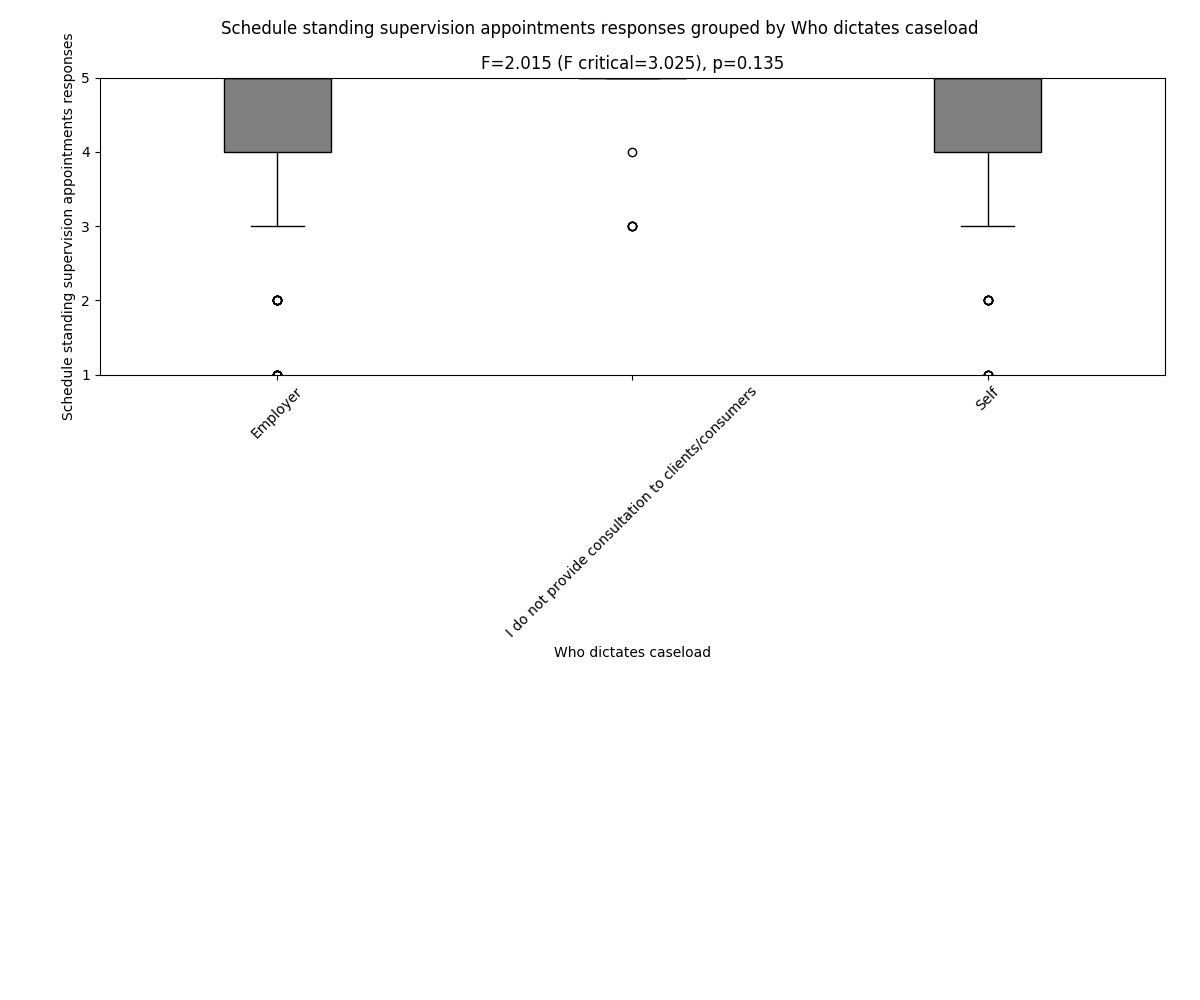 Schedule standing supervision appointments responses grouped by Who dictates caseload
F=2.015 (F critical=3.025), p=0.135
Schedule standing supervision appointments responses
5
4
3
2
1
Employer
I do not provide consultation to clients/consumers
Self
Who dictates caseload